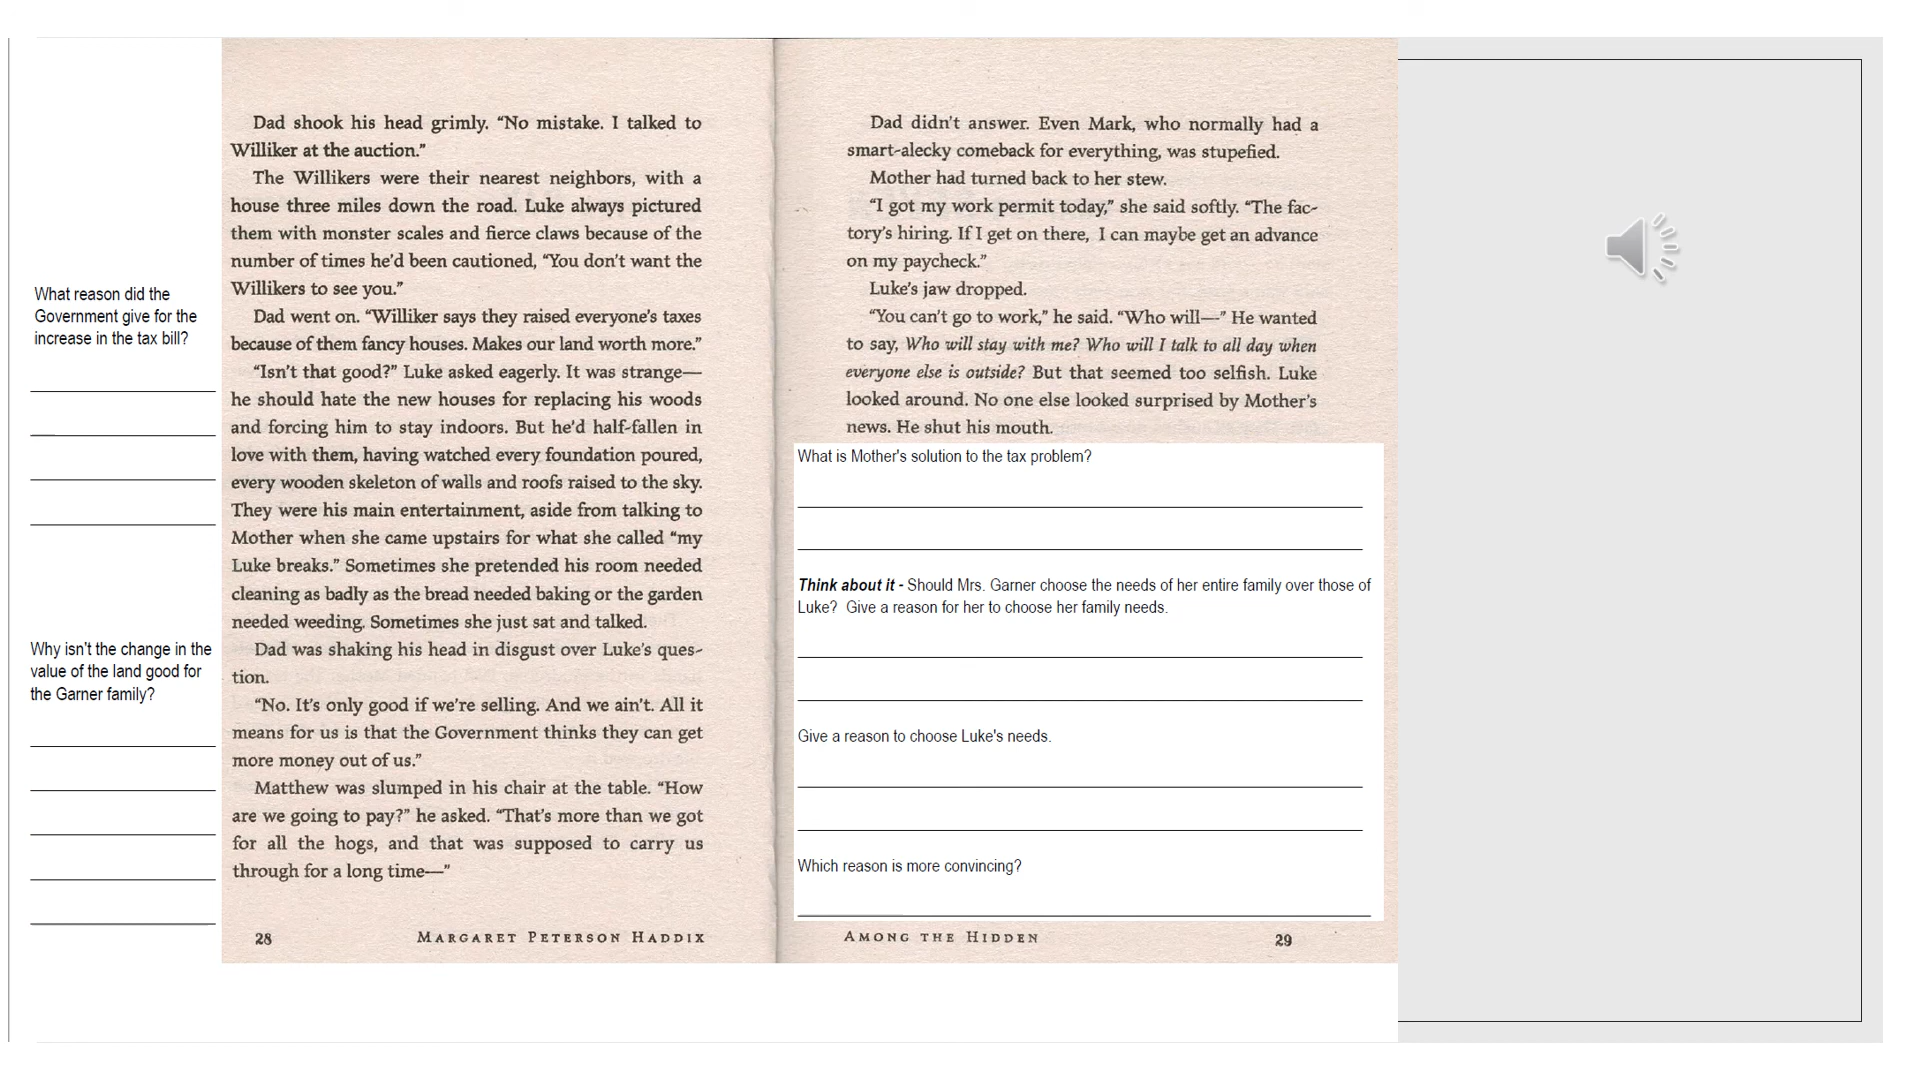 What reason did the
Government give for the
increase in the tax bill?
Why isn't the change in the
value of the land good for
the Garner family?
Dad shook his head grimly. “No mistake. I talked to
Williker at the auction.”
The Willikers were their nearest neighbors, with a
house three miles down the road. Luke always pictured
them with monster scales and fierce claws because of the
number of times he’d been cautioned, “You don’t want the
Willikers to see you.”
Dad went on. “Williker says they raised everyone’s taxes
because of them fancy houses. Makes our land worth more.”
“Isn’t that good?” Luke asked eagerly. It was strange—
he should hate the new houses for replacing his woods
and forcing him to stay indoors. But he’d half-fallen in
love with them, having watched every foundation poured,
every wooden skeleton of walls and roofs raised to the sky.
They were his main entertainment, aside from talking to
Mother when she came upstairs for what she called “my
Luke breaks.” Sometimes she pretended his room needed
cleaning as badly as the bread needed baking or the garden
needed weeding. Sometimes she just sat and talked.
Dad was shaking his head in disgust over Luke’s ques-
tion.
“No. It’s only good if we’re selling. And we ain’t. All it
means for us is that the Government thinks they can get
more money out of us.”
Matthew was slumped in his chair at the table. “How
are we going to pay?” he asked. “That’s more than we got
for all the hogs, and that was supposed to carry us
through for a long time—”
28 MARGARET PETERSON HADDIX
Dad didn’t answer. Even Mark, who normally had a
smart-alecky comeback for everything, was stupefied.
Mother had turned back to her stew.
“I got my work permit today,” she said softly. “The fac-
tory’s hiring. If I get on there, I can maybe get an advance
on my paycheck.”
Luke’s jaw dropped.
“You can’t go to work,” he said. “Who will—” He wanted
to say, Who will stay with me? Who will I talk to all day when
everyone else is outside? But that seemed too selfish. Luke
looked around. No one else looked surprised by Mother’s
news. He shut his mouth.
What is Mother's solution to the tax problem?
Think about it - Should Mrs. Garner choose the needs of her entire family over those of
Luke? Give a reason for her to choose her family needs.
Give a reason to choose Luke's needs.
Which reason is more convincing?
AMONG THE HIDDEN 29